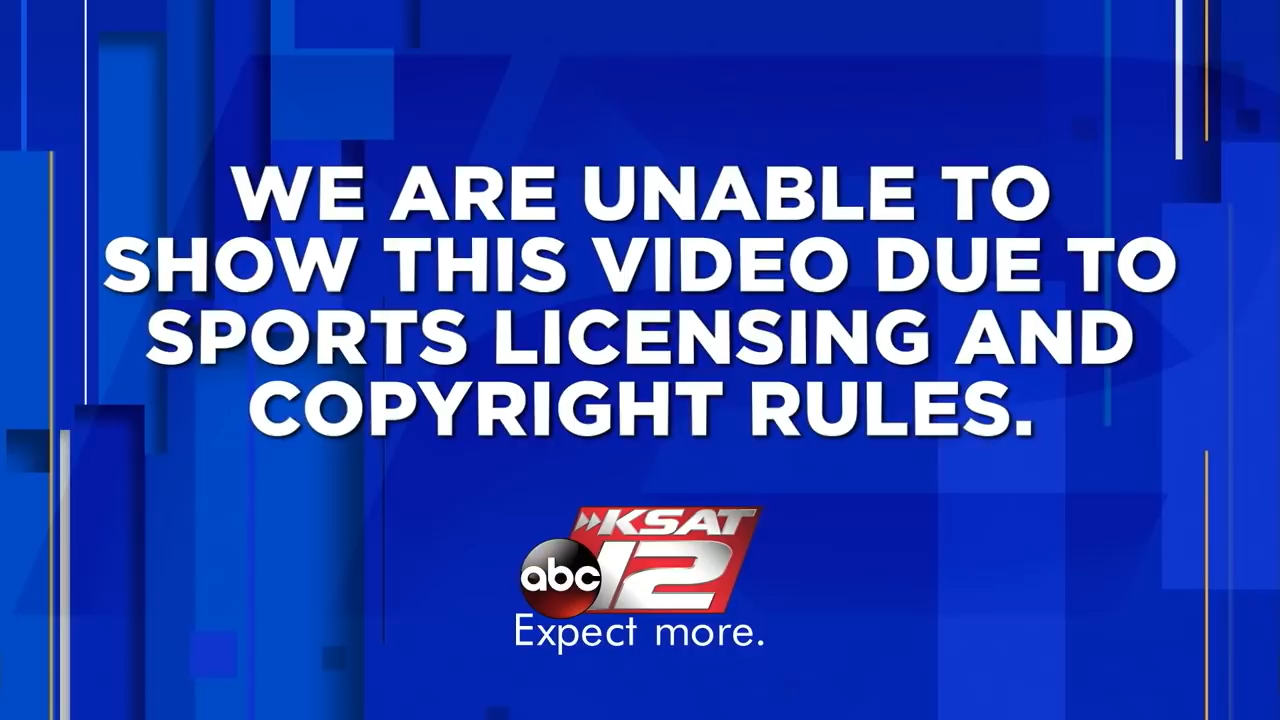 WE ARE UNABLE TO
SHOW THIS VIDEO DUE TO
SPORTS LICENSING AND
COPYRIGHT RULES.
KSAT
abc 12
Expect more.